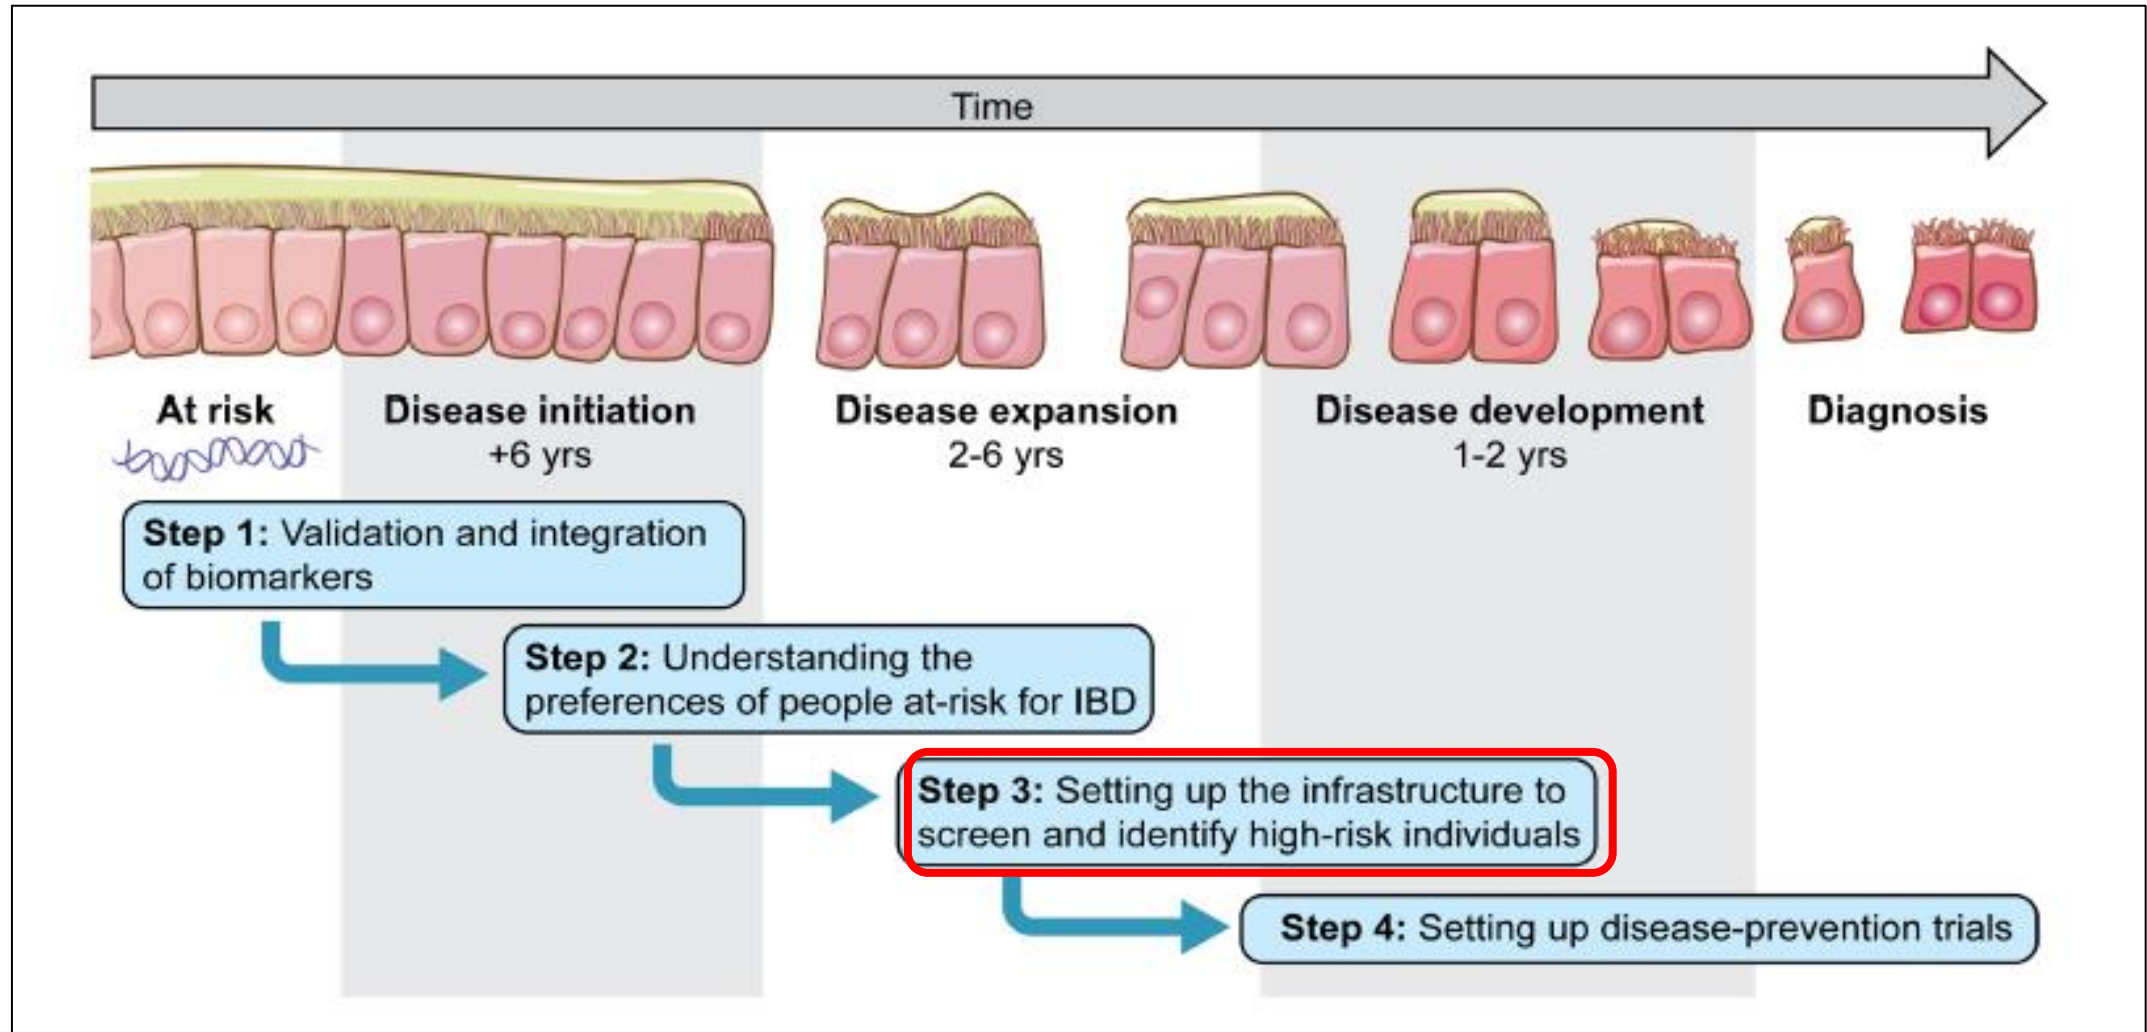 Time
At risk
Disease initiation
+6 yrs
Disease expansion
2-6 yrs
Disease development
1-2 yrs
Diagnosis
Step 1: Validation and integration
of biomarkers
Step 2: Understanding the
preferences of people at-risk for IBD
Step 3: Setting up the infrastructure to
screen and identify high-risk individuals
Step 4: Setting up disease-prevention trials